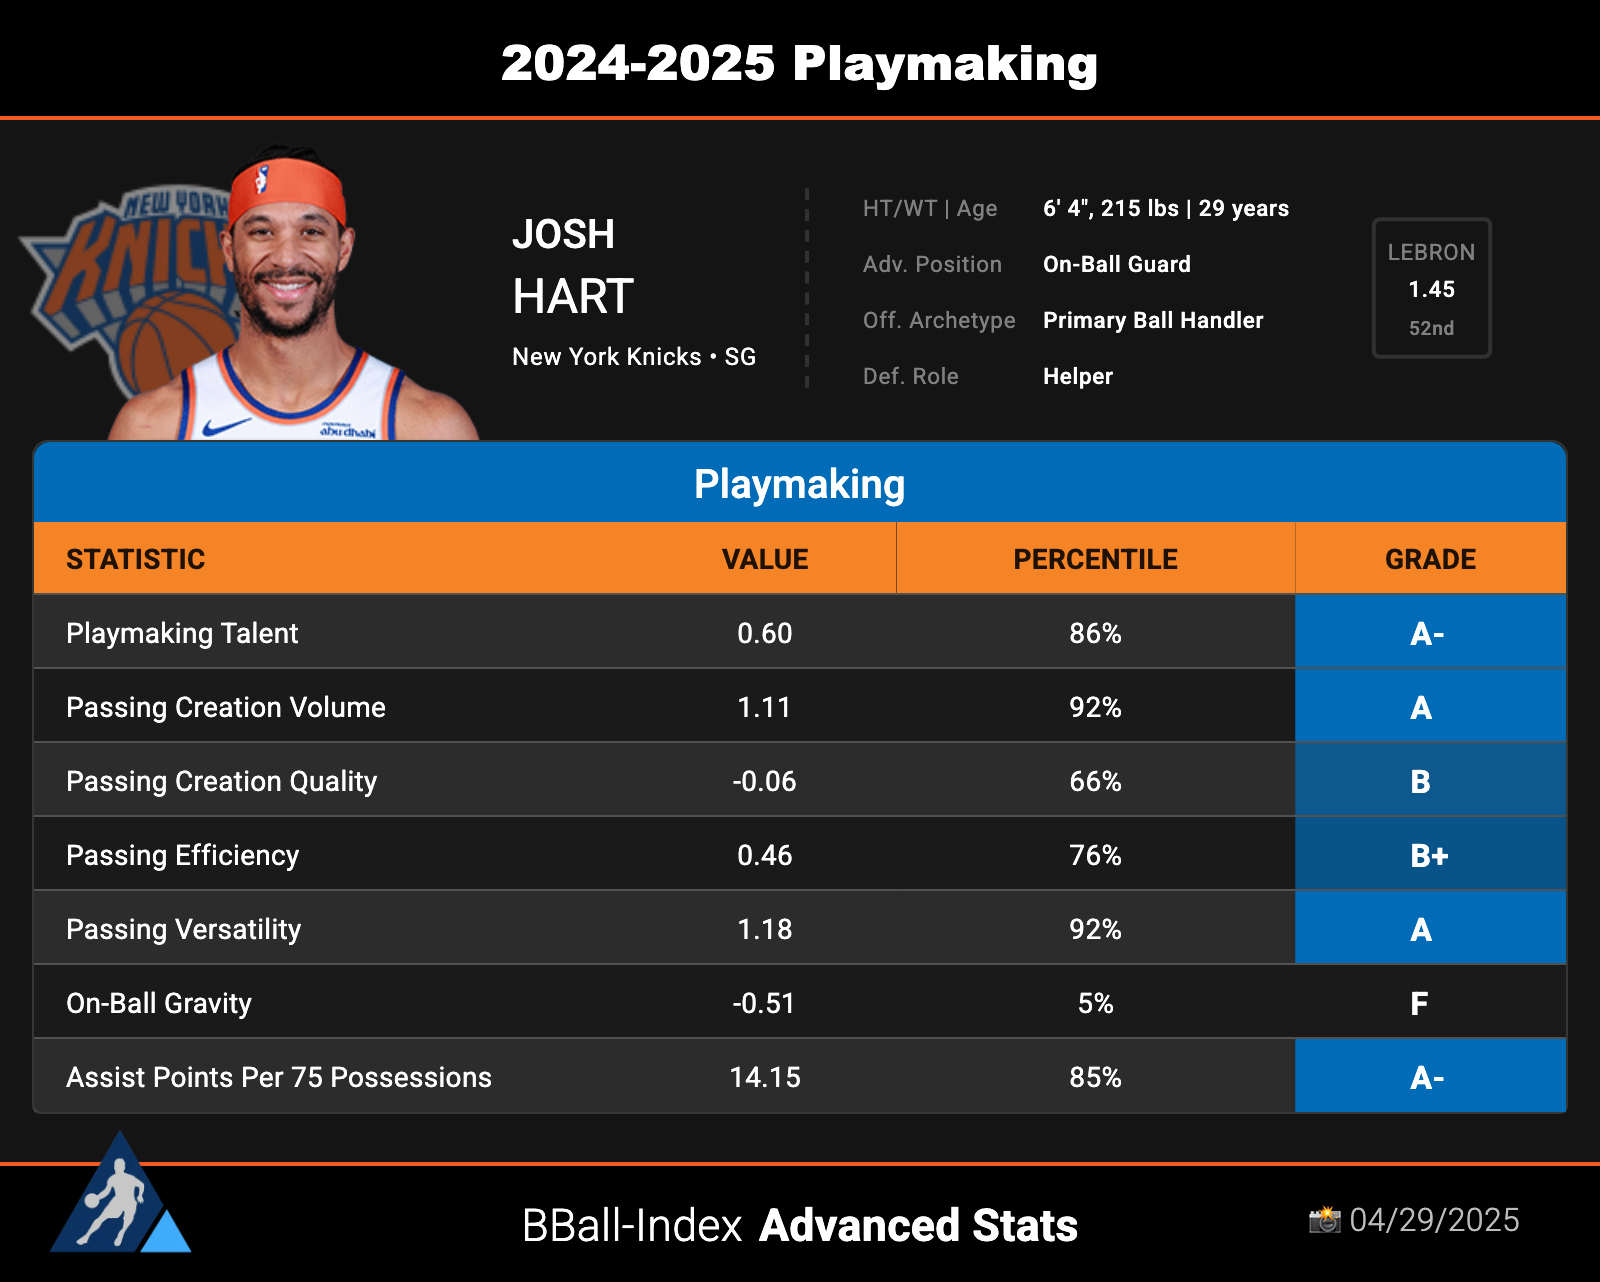 2024-2025 Playmaking
NEW YORK
KNICK
JOSH
HART
New York Knicks • SG
HT/WT | Age 6' 4", 215 lbs | 29 years
Adv. Position On-Ball Guard
Off. Archetype Primary Ball Handler
Def. Role Helper
LEBRON
1.45
52nd
abu dhabi
Playmaking
STATISTIC VALUE PERCENTILE GRADE
Playmaking Talent 0.60 86% A-
Passing Creation Volume 1.11 92% A
Passing Creation Quality -0.06 66% B
Passing Efficiency 0.46 76% B+
Passing Versatility 1.18 92% A
On-Ball Gravity -0.51 5% F
Assist Points Per 75 Possessions 14.15 85% A-
BBall-Index Advanced Stats
04/29/2025